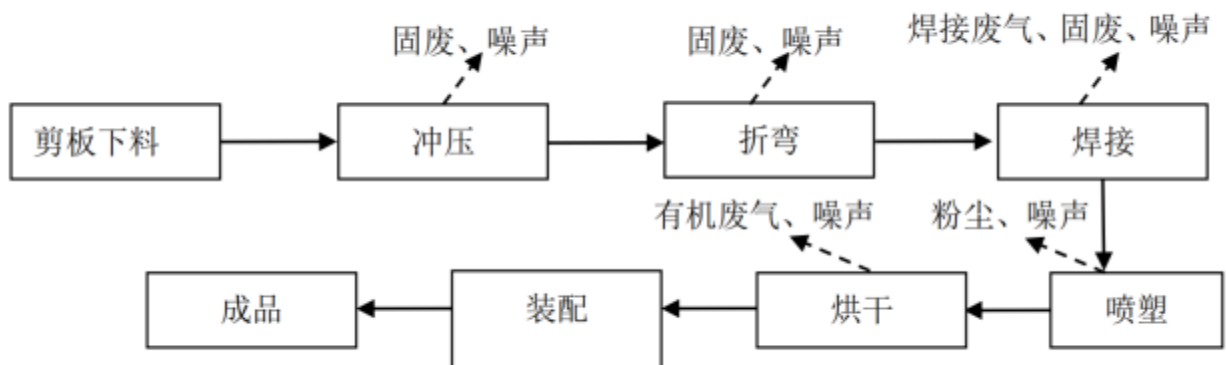 固废、噪声
固废、噪声
焊接废气、固废、噪声
剪板下料
冲压
折弯
焊接
有机废气、噪声
粉尘、噪声
成品
装配
烘干
喷塑